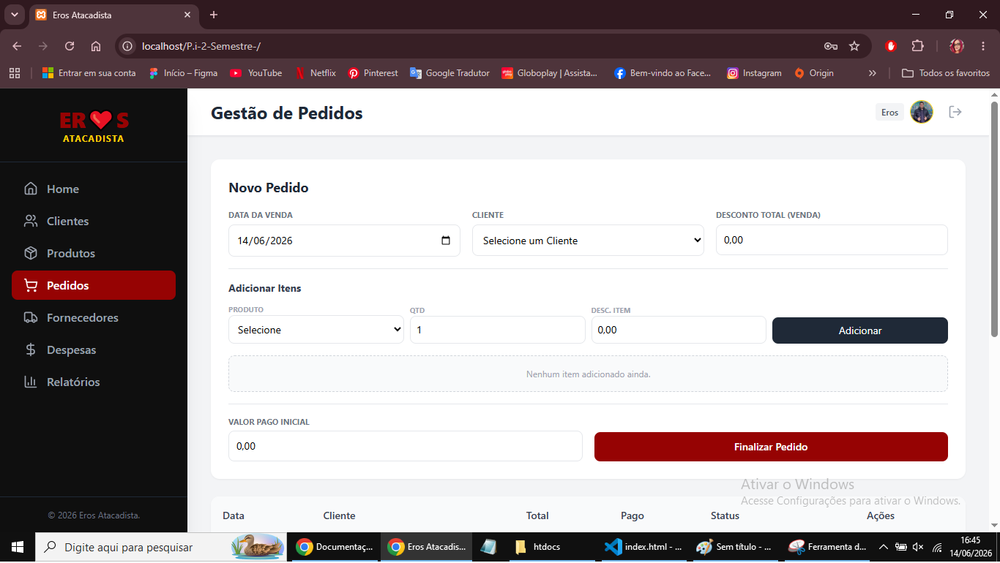 Eros Atacadista
localhost/P.i-2-Semestre-/
Entrar em sua conta
Início – Figma
YouTube
Netflix
Pinterest
Google Tradutor
Globoplay | Assista...
Bem-vindo ao Face...
Instagram
Origin
Todos os favoritos
EROS
ATACADISTA
Gestão de Pedidos
Eros
Home
Clientes
Produtos
Pedidos
Fornecedores
Despesas
Relatórios
© 2026 Eros Atacadista.
Novo Pedido
DATA DA VENDA
CLIENTE
DESCONTO TOTAL (VENDA)
14/06/2026
Selecione um Cliente
0,00
Adicionar Itens
PRODUTO
QTD
DESC. ITEM
Selecione
1
0,00
Adicionar
Nenhum item adicionado ainda.
VALOR PAGO INICIAL
0,00
Finalizar Pedido
Ativar o Windows
Acesse Configurações para ativar o Windows.
Data
Cliente
Total
Pago
Status
Ações
Digite aqui para pesquisar
Documentaç...
Eros Atacadis...
htdocs
index.html - ...
Sem título - ...
Ferramenta d...
16:45
14/06/2026